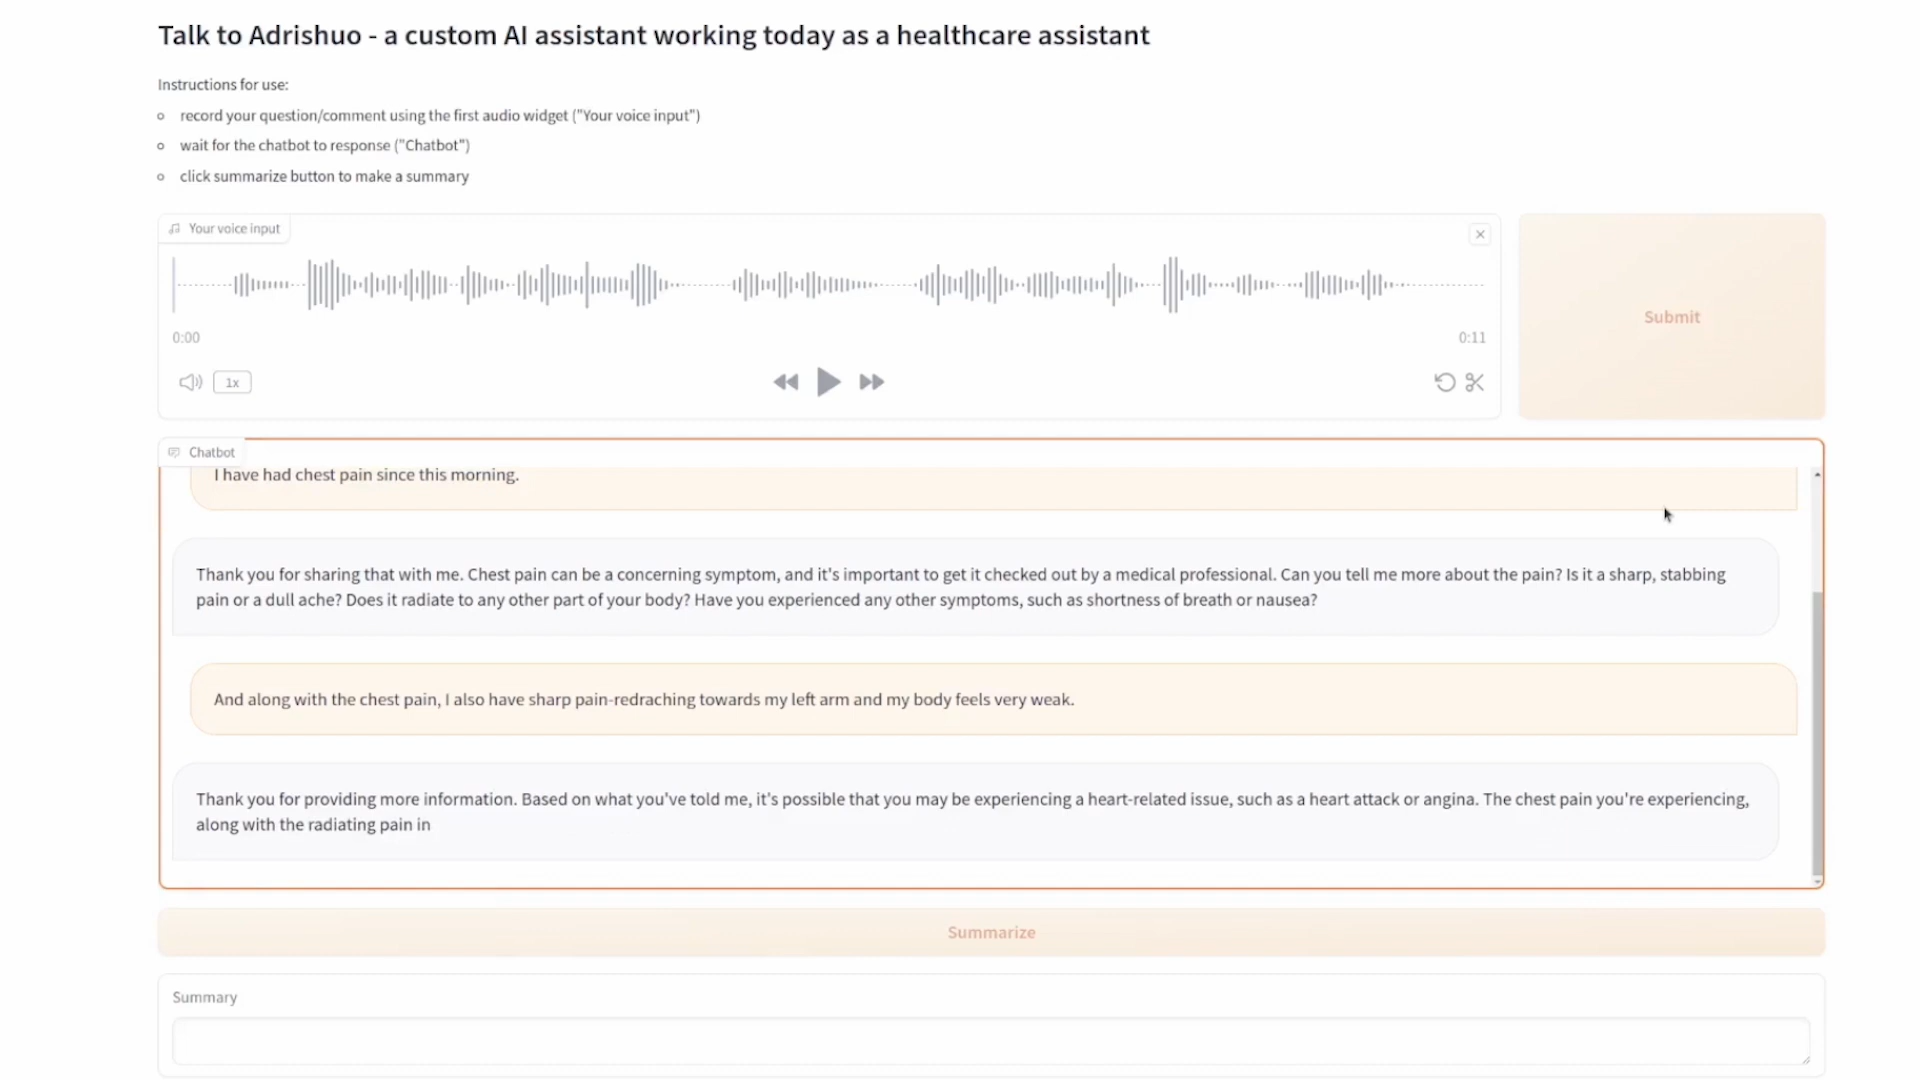 Talk to Adrishuo - a custom AI assistant working today as a healthcare assistant
Instructions for use:
record your question/comment using the first audio widget ("Your voice input")
wait for the chatbot to response ("Chatbot")
click summarize button to make a summary
Your voice input
0:00
0:11
1x
Submit
Chatbot
I have had chest pain since this morning.
Thank you for sharing that with me. Chest pain can be a concerning symptom, and it's important to get it checked out by a medical professional. Can you tell me more about the pain? Is it a sharp, stabbing
pain or a dull ache? Does it radiate to any other part of your body? Have you experienced any other symptoms, such as shortness of breath or nausea?
And along with the chest pain, I also have sharp pain-redraching towards my left arm and my body feels very weak.
Thank you for providing more information. Based on what you've told me, it's possible that you may be experiencing a heart-related issue, such as a heart attack or angina. The chest pain you're experiencing,
along with the radiating pain in
Summarize
Summary